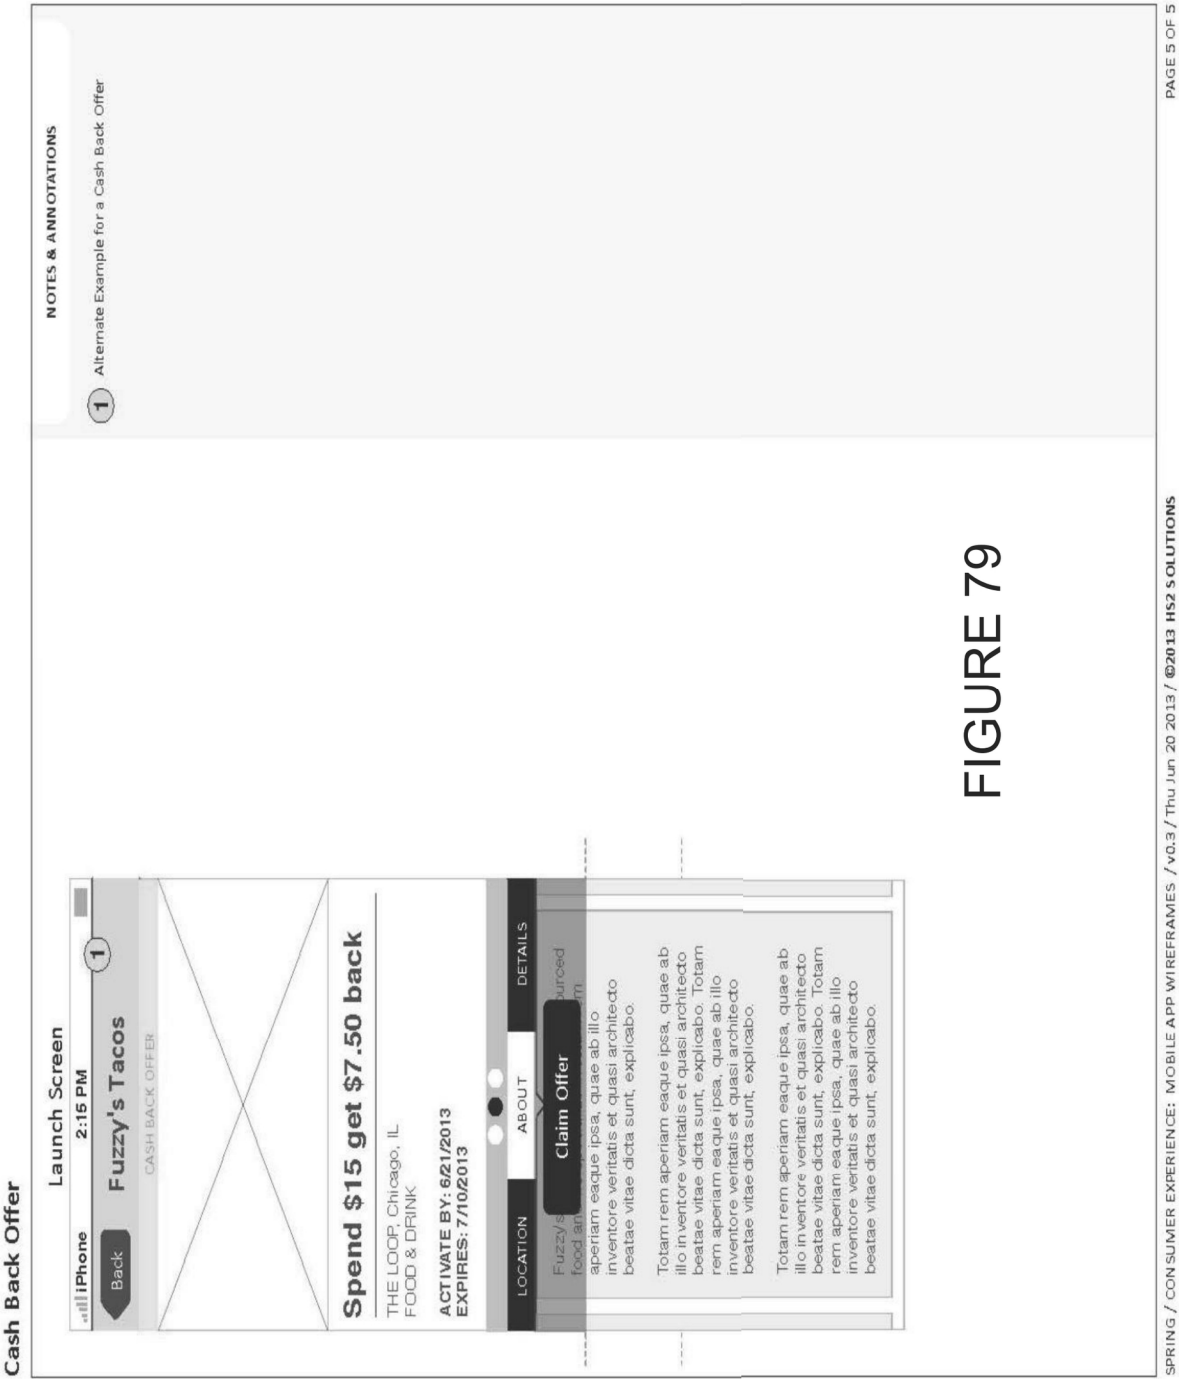 Cash Back Offer
Launch Screen
iPhone 2:15 PM
1
Back Fuzzy's Tacos
CASH BACK OFFER
Spend $15 get $7.50 back
THE LOOP, Chicago, IL
FOOD & DRINK
ACTIVATE BY: 6/21/2013
EXPIRES: 7/10/2013
LOCATION ABOUT DETAILS
Claim Offer
Fuzzy's
food
aperiam eaque ipsa, quae ab illo
inventore veritatis et quasi architecto
beatae vitae dicta sunt, explicabo.
Totam rem aperiam eaque ipsa, quae ab
illo inventore veritatis et quasi architecto
beatae vitae dicta sunt, explicabo. Totam
rem aperiam eaque ipsa, quae ab illo
inventore veritatis et quasi architecto
beatae vitae dicta sunt, explicabo.
Totam rem aperiam eaque ipsa, quae ab
illo inventore veritatis et quasi architecto
beatae vitae dicta sunt, explicabo. Totam
rem aperiam eaque ipsa, quae ab illo
inventore veritatis et quasi architecto
beatae vitae dicta sunt, explicabo.
NOTES & ANNOTATIONS
1 Alternate Example for a Cash Back Offer
FIGURE 79
SPRING / CONSUMER EXPERIENCE: MOBILE APP WIREFRAMES / v0.3 / Thu Jun 20 2013 / ©2013 HS2 SOLUTIONS
PAGE 5 OF 5